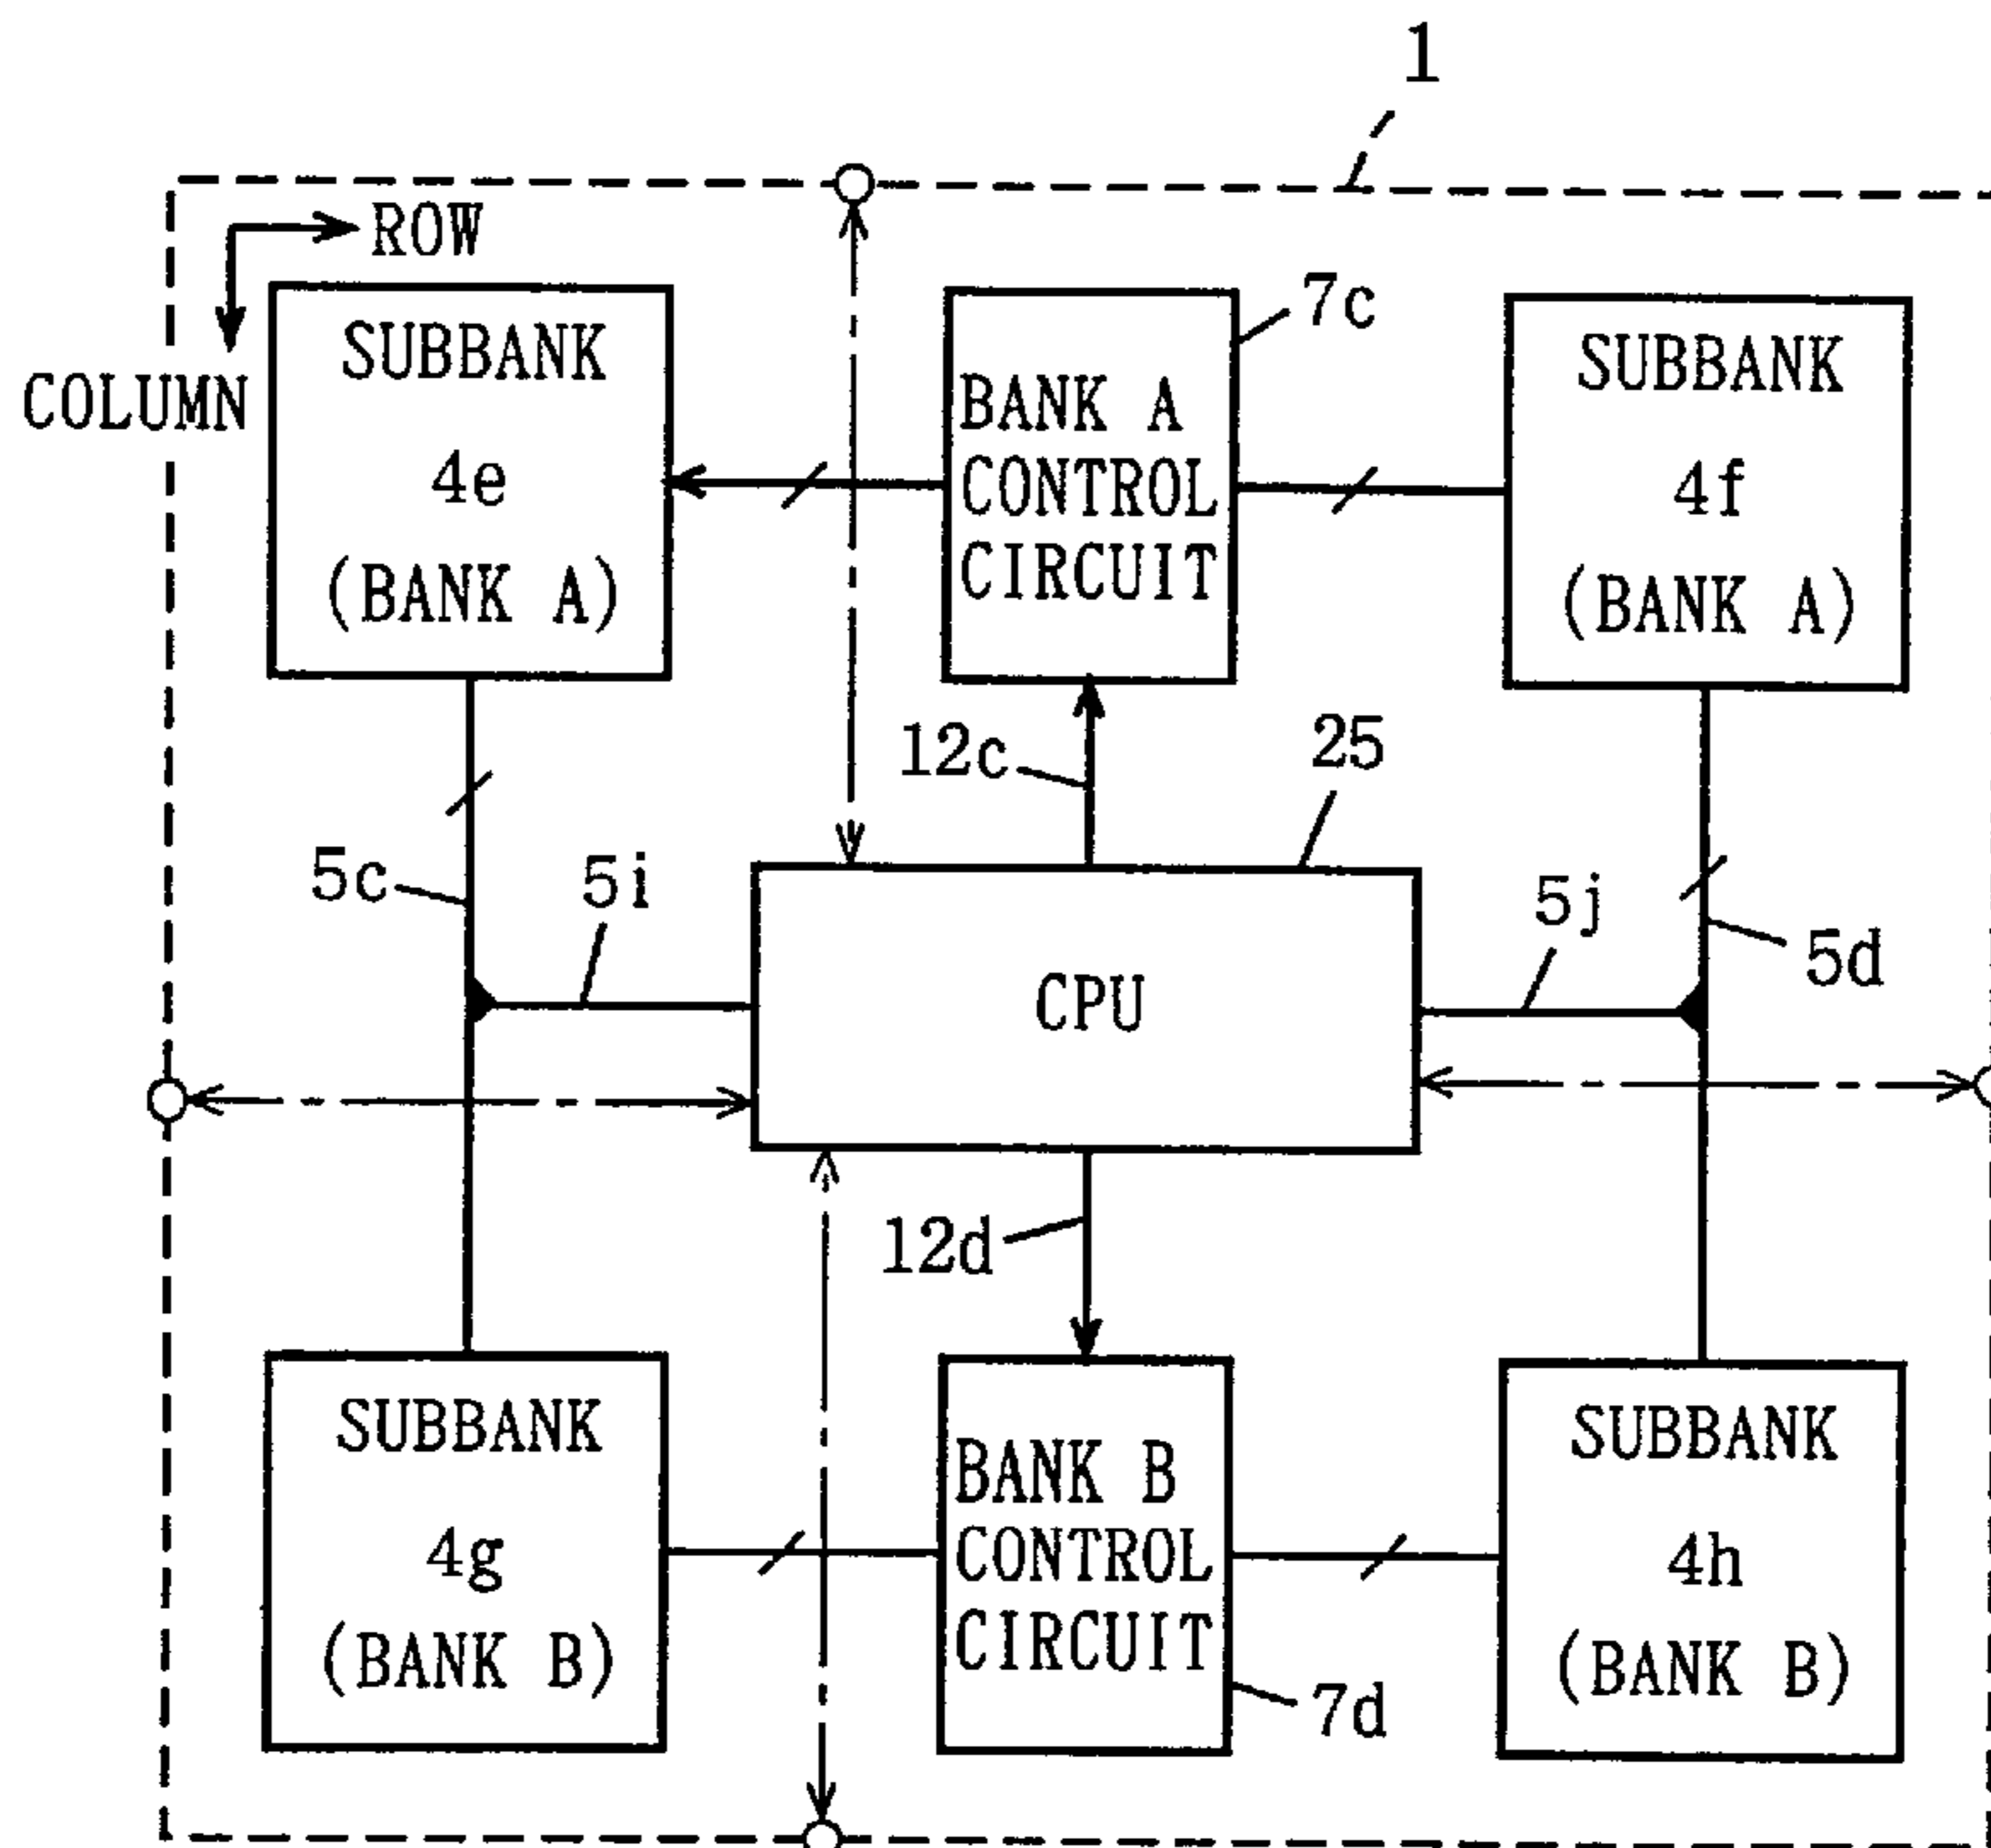 1
ROW
COLUMN
SUBBANK
4e
(BANK A)
BANK A
CONTROL
CIRCUIT
7c
SUBBANK
4f
(BANK A)
12c
25
5c
5i
CPU
5j
5d
12d
SUBBANK
4g
(BANK B)
BANK B
CONTROL
CIRCUIT
7d
SUBBANK
4h
(BANK B)